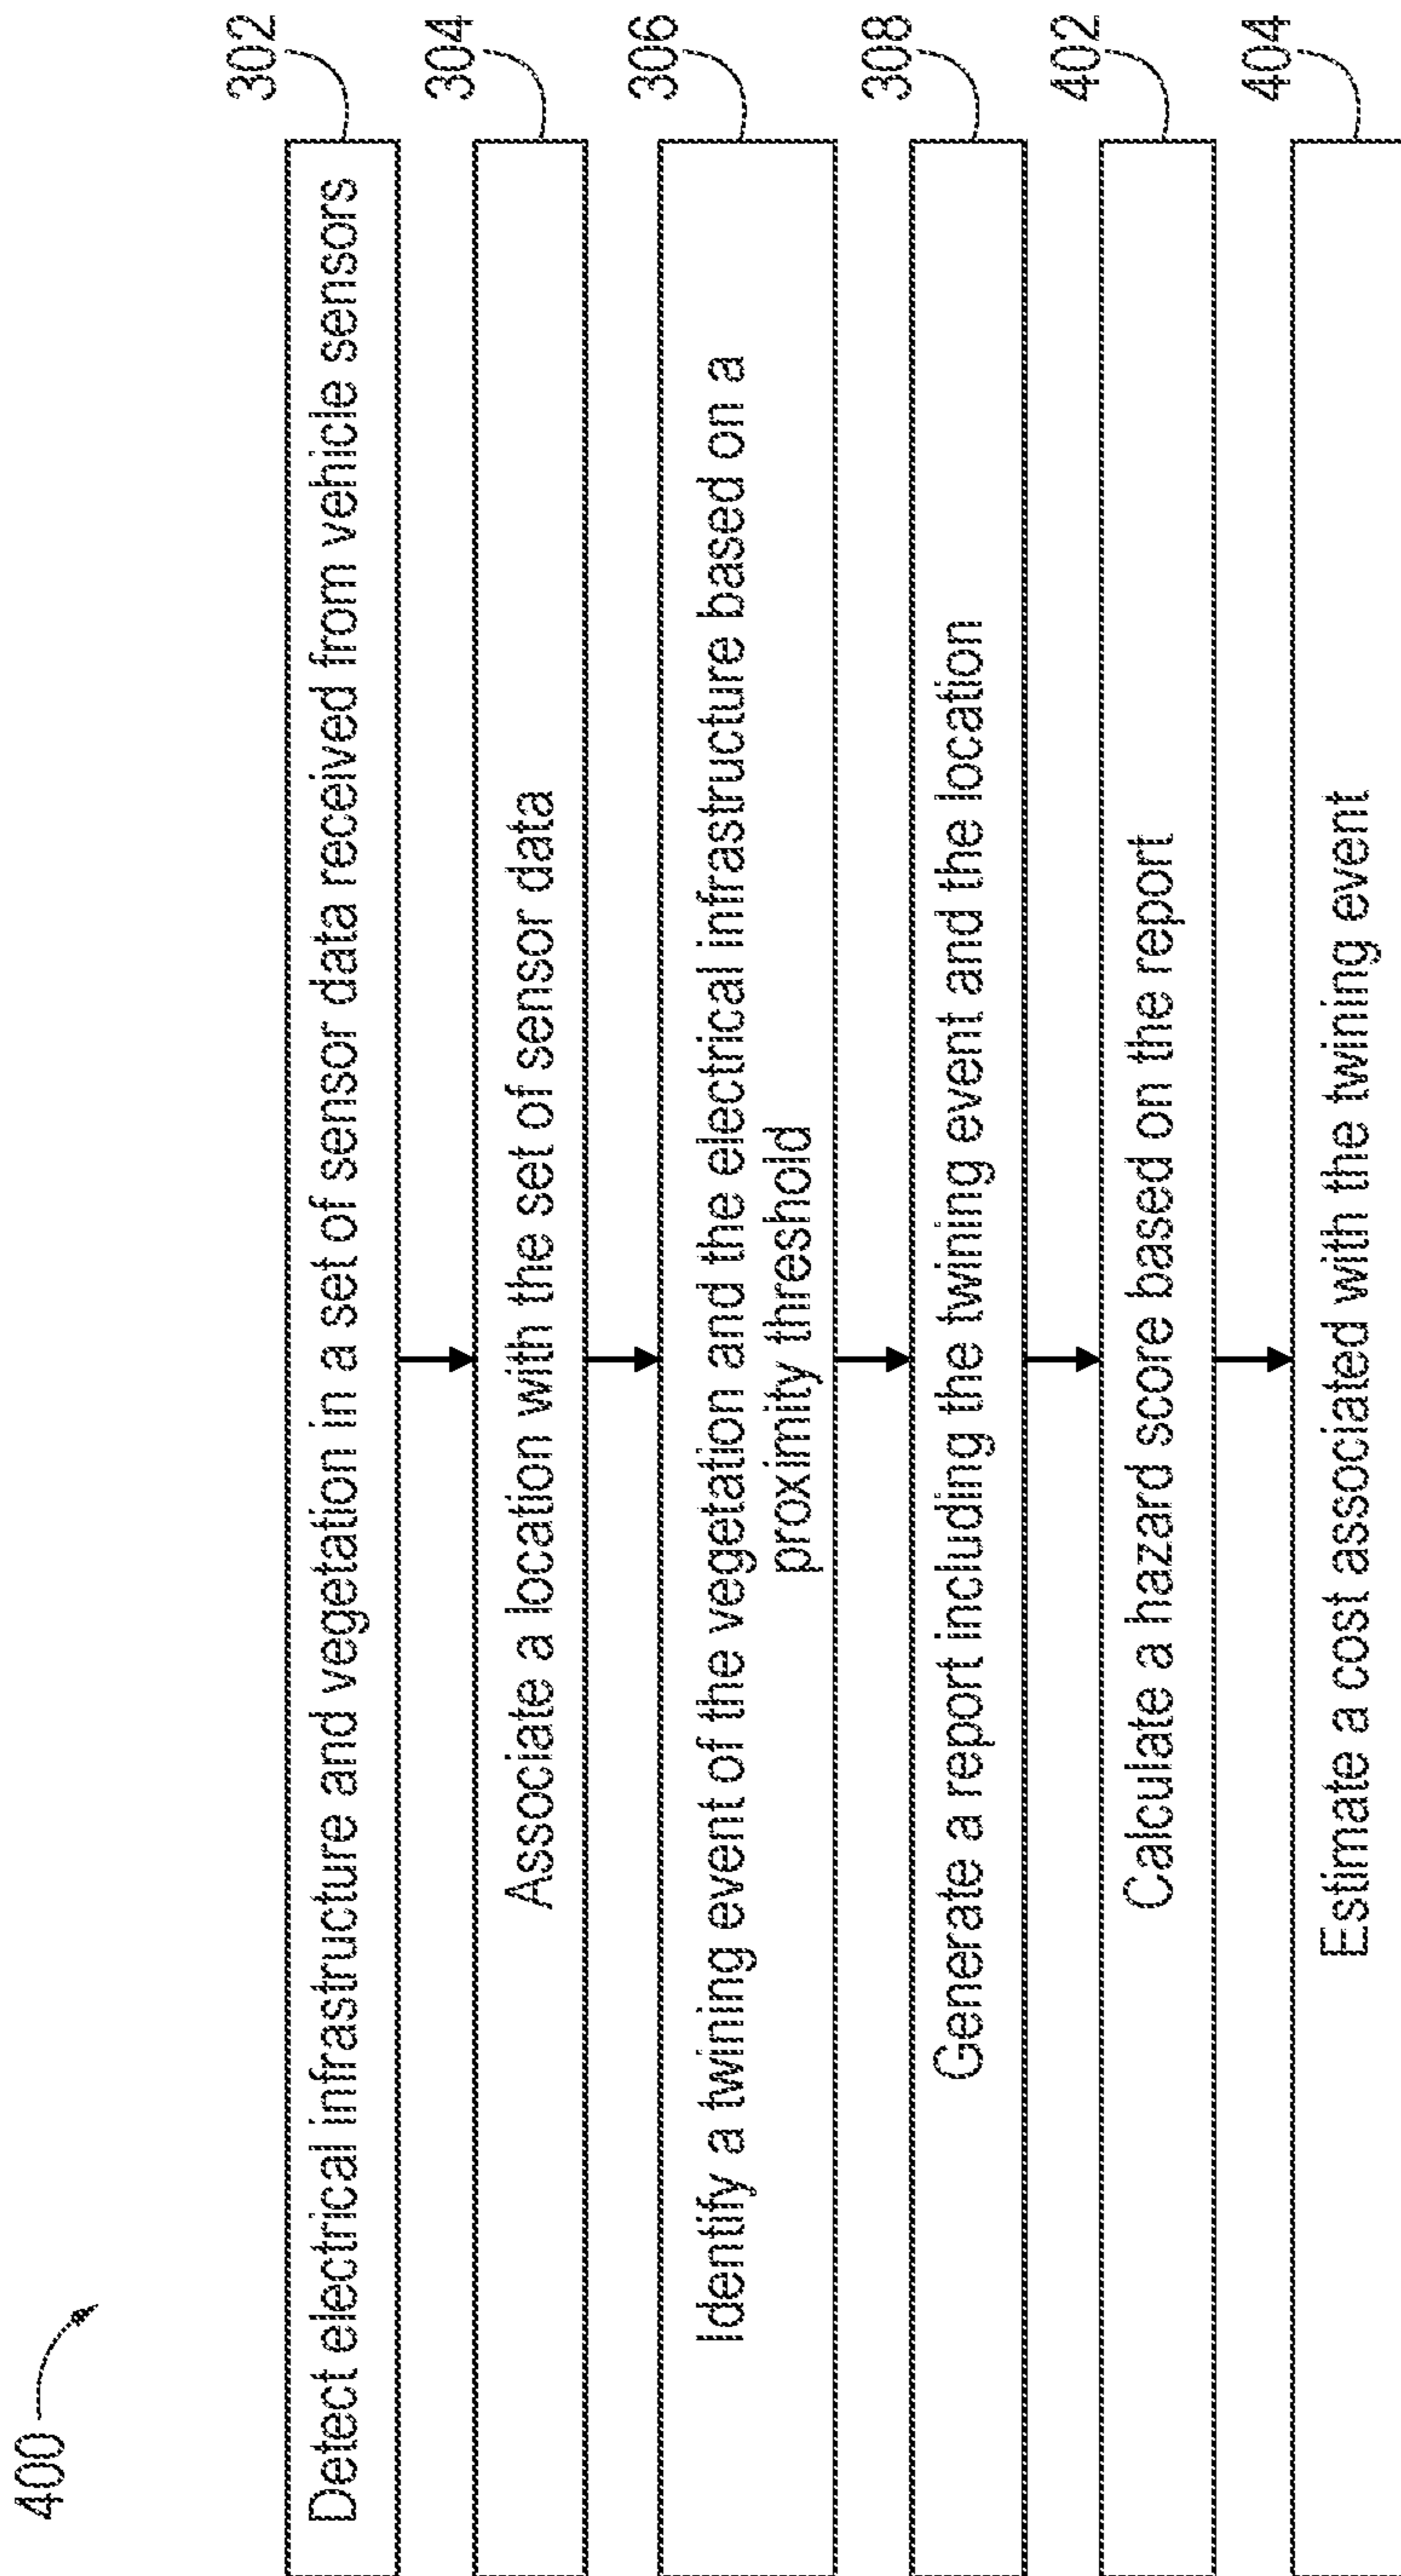 400
Detect electrical infrastructure and vegetation in a set of sensor data received from vehicle sensors
302
Associate a location with the set of sensor data
304
Identify a twining event of the vegetation and the electrical infrastructure based on a
proximity threshold
306
Generate a report including the twining event and the location
308
Calculate a hazard score based on the report
402
Estimate a cost associated with the twining event
404